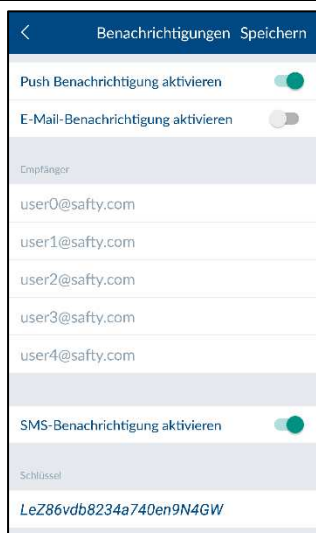 Benachrichtigungen Speichern
Push Benachrichtigung aktivieren
E-Mail-Benachrichtigung aktivieren
Empfänger
user0@safty.com
user1@safty.com
user2@safty.com
user3@safty.com
user4@safty.com
SMS-Benachrichtigung aktivieren
Schlüssel
LeZ86vdb8234a740en9N4GW